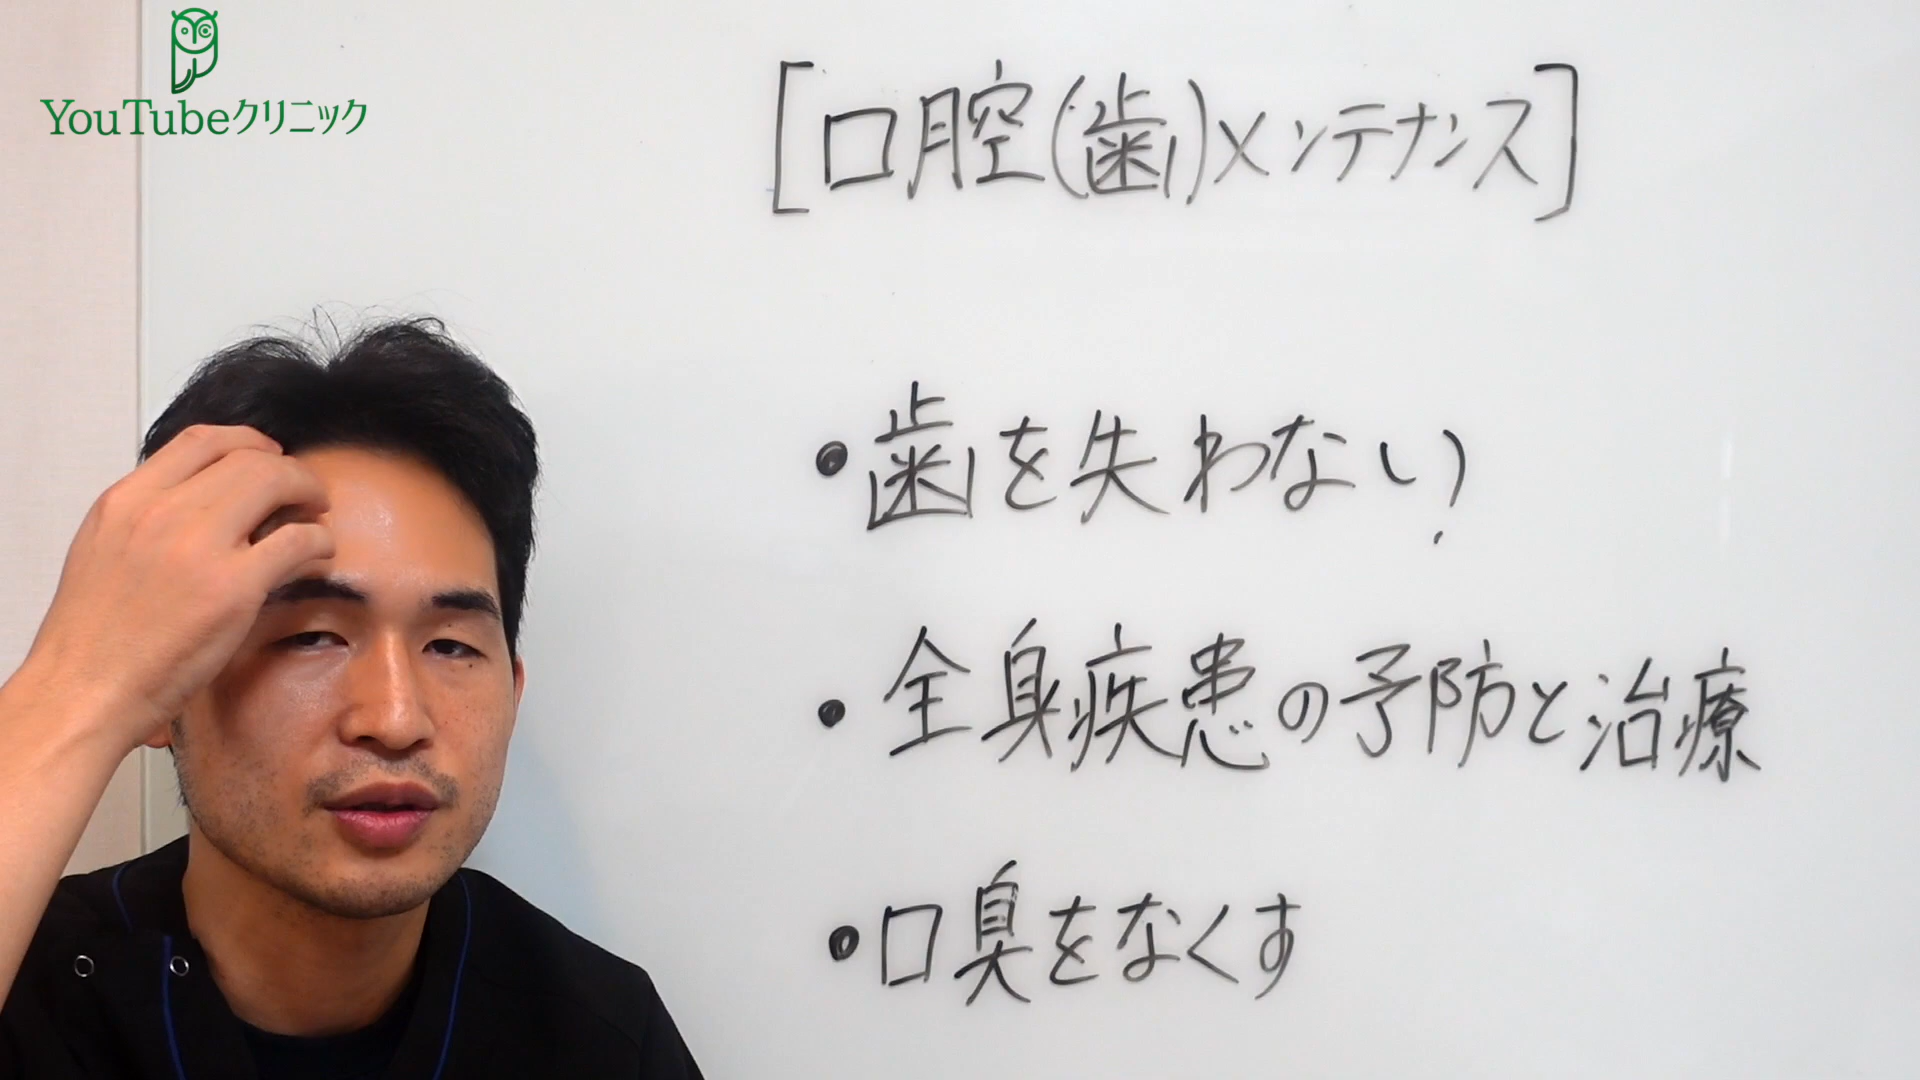 YouTubeクリニック
[口腔(歯)メンテナンス]
・歯を失わない?
・全身疾患の予防と治療
・口臭をなくす